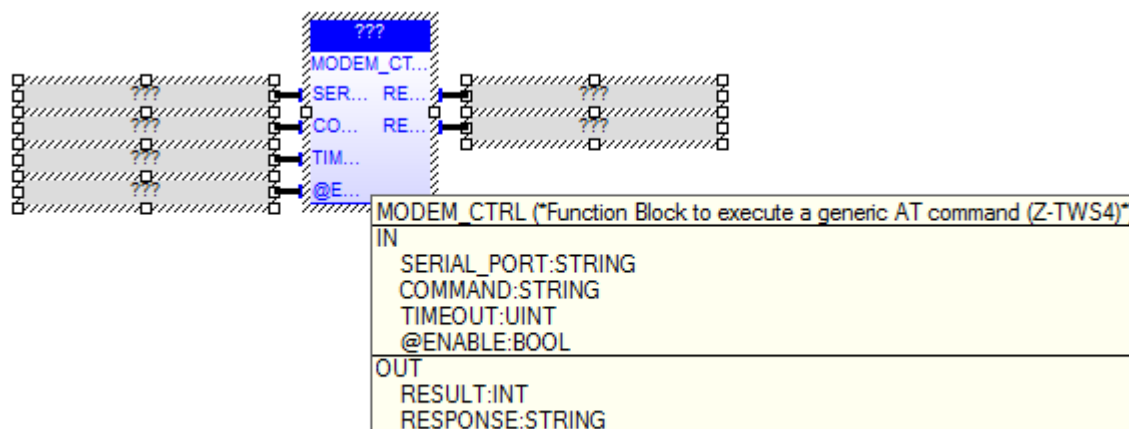 ???
MODEM_CT...
??? SER... RE... ???
??? CO... RE... ???
??? TIM...
??? @E...
MODEM_CTRL (*Function Block to execute a generic AT command (Z-TWS4)*)
IN
SERIAL_PORT:STRING
COMMAND:STRING
TIMEOUT:UINT
@ENABLE:BOOL
OUT
RESULT:INT
RESPONSE:STRING